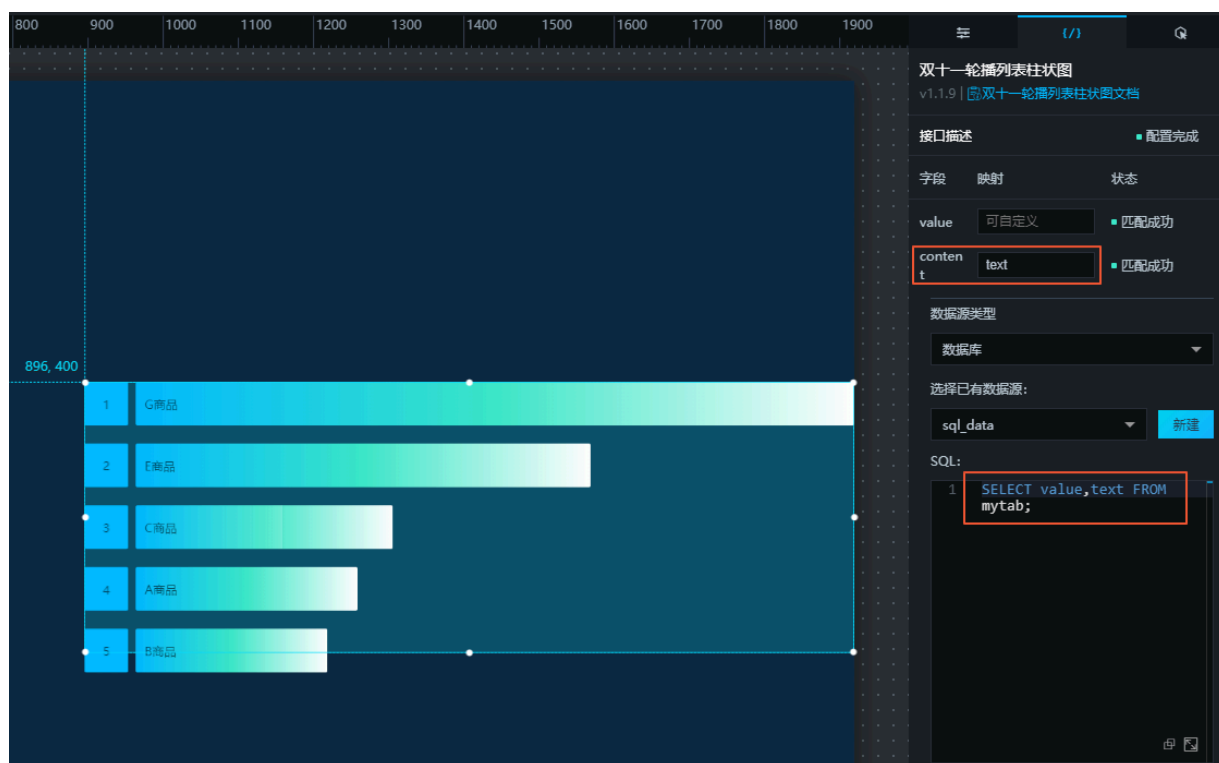 800 900 1000 1100 1200 1300 1400 1500 1600 1700 1800 1900
{/}
双十一轮播列表柱状图
v1.1.9 | 双十一轮播列表柱状图文档
接口描述 配置完成
字段 映射 状态
value 可自定义 匹配成功
conten
t text 匹配成功
数据源类型
数据库
选择已有数据源:
sql_data 新建
SQL:
1 SELECT value,text FROM
mytab;
896, 400
1 G商品
2 E商品
3 C商品
4 A商品
5 B商品